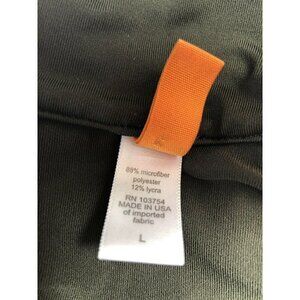 88% microfiber
polyester
12% lycra
RN 103754
MADE IN USA
of imported
fabric
L